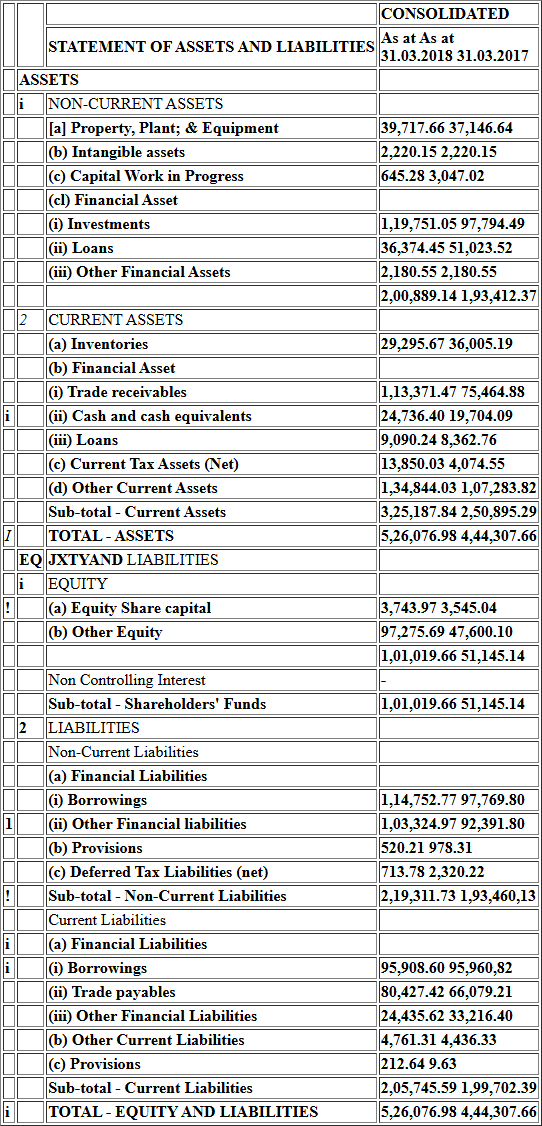 CONSOLIDATED
STATEMENT OF ASSETS AND LIABILITIES As at As at
31.03.2018 31.03.2017
ASSETS
i NON-CURRENT ASSETS
[a] Property, Plant; & Equipment 39,717.66 37,146.64
(b) Intangible assets 2,220.15 2,220.15
(c) Capital Work in Progress 645.28 3,047.02
(cl) Financial Asset
(i) Investments 1,19,751.05 97,794.49
(ii) Loans 36,374.45 51,023.52
(iii) Other Financial Assets 2,180.55 2,180.55
2,00,889.14 1,93,412.37
2 CURRENT ASSETS
(a) Inventories 29,295.67 36,005.19
(b) Financial Asset
(i) Trade receivables 1,13,371.47 75,464.88
i (ii) Cash and cash equivalents 24,736.40 19,704.09
(iii) Loans 9,090.24 8,362.76
(c) Current Tax Assets (Net) 13,850.03 4,074.55
(d) Other Current Assets 1,34,844.03 1,07,283.82
Sub-total - Current Assets 3,25,187.84 2,50,895.29
I TOTAL - ASSETS 5,26,076.98 4,44,307.66
EQ JXTYAND LIABILITIES
i EQUITY
! (a) Equity Share capital 3,743.97 3,545.04
(b) Other Equity 97,275.69 47,600.10
1,01,019.66 51,145.14
Non Controlling Interest -
Sub-total - Shareholders' Funds 1,01,019.66 51,145.14
2 LIABILITIES
Non-Current Liabilities
(a) Financial Liabilities
(i) Borrowings 1,14,752.77 97,769.80
1 (ii) Other Financial liabilities 1,03,324.97 92,391.80
(b) Provisions 520.21 978.31
(c) Deferred Tax Liabilities (net) 713.78 2,320.22
! Sub-total - Non-Current Liabilities 2,19,311.73 1,93,460,13
Current Liabilities
i (a) Financial Liabilities
i (i) Borrowings 95,908.60 95,960,82
(ii) Trade payables 80,427.42 66,079.21
(iii) Other Financial Liabilities 24,435.62 33,216.40
(b) Other Current Liabilities 4,761.31 4,436.33
(c) Provisions 212.64 9.63
Sub-total - Current Liabilities 2,05,745.59 1,99,702.39
i TOTAL - EQUITY AND LIABILITIES 5,26,076.98 4,44,307.66